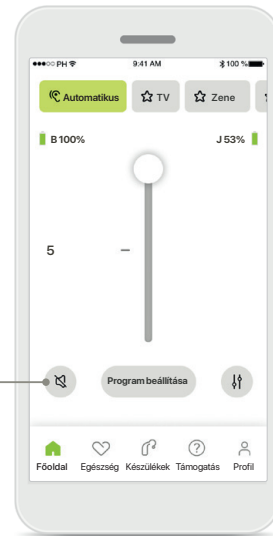 PH 9:41 AM 100 %
Automatikus TV Zene
B 100% J 53%
5
Program beállítása
Főoldal Egészség Készülékek Támogatás Profil